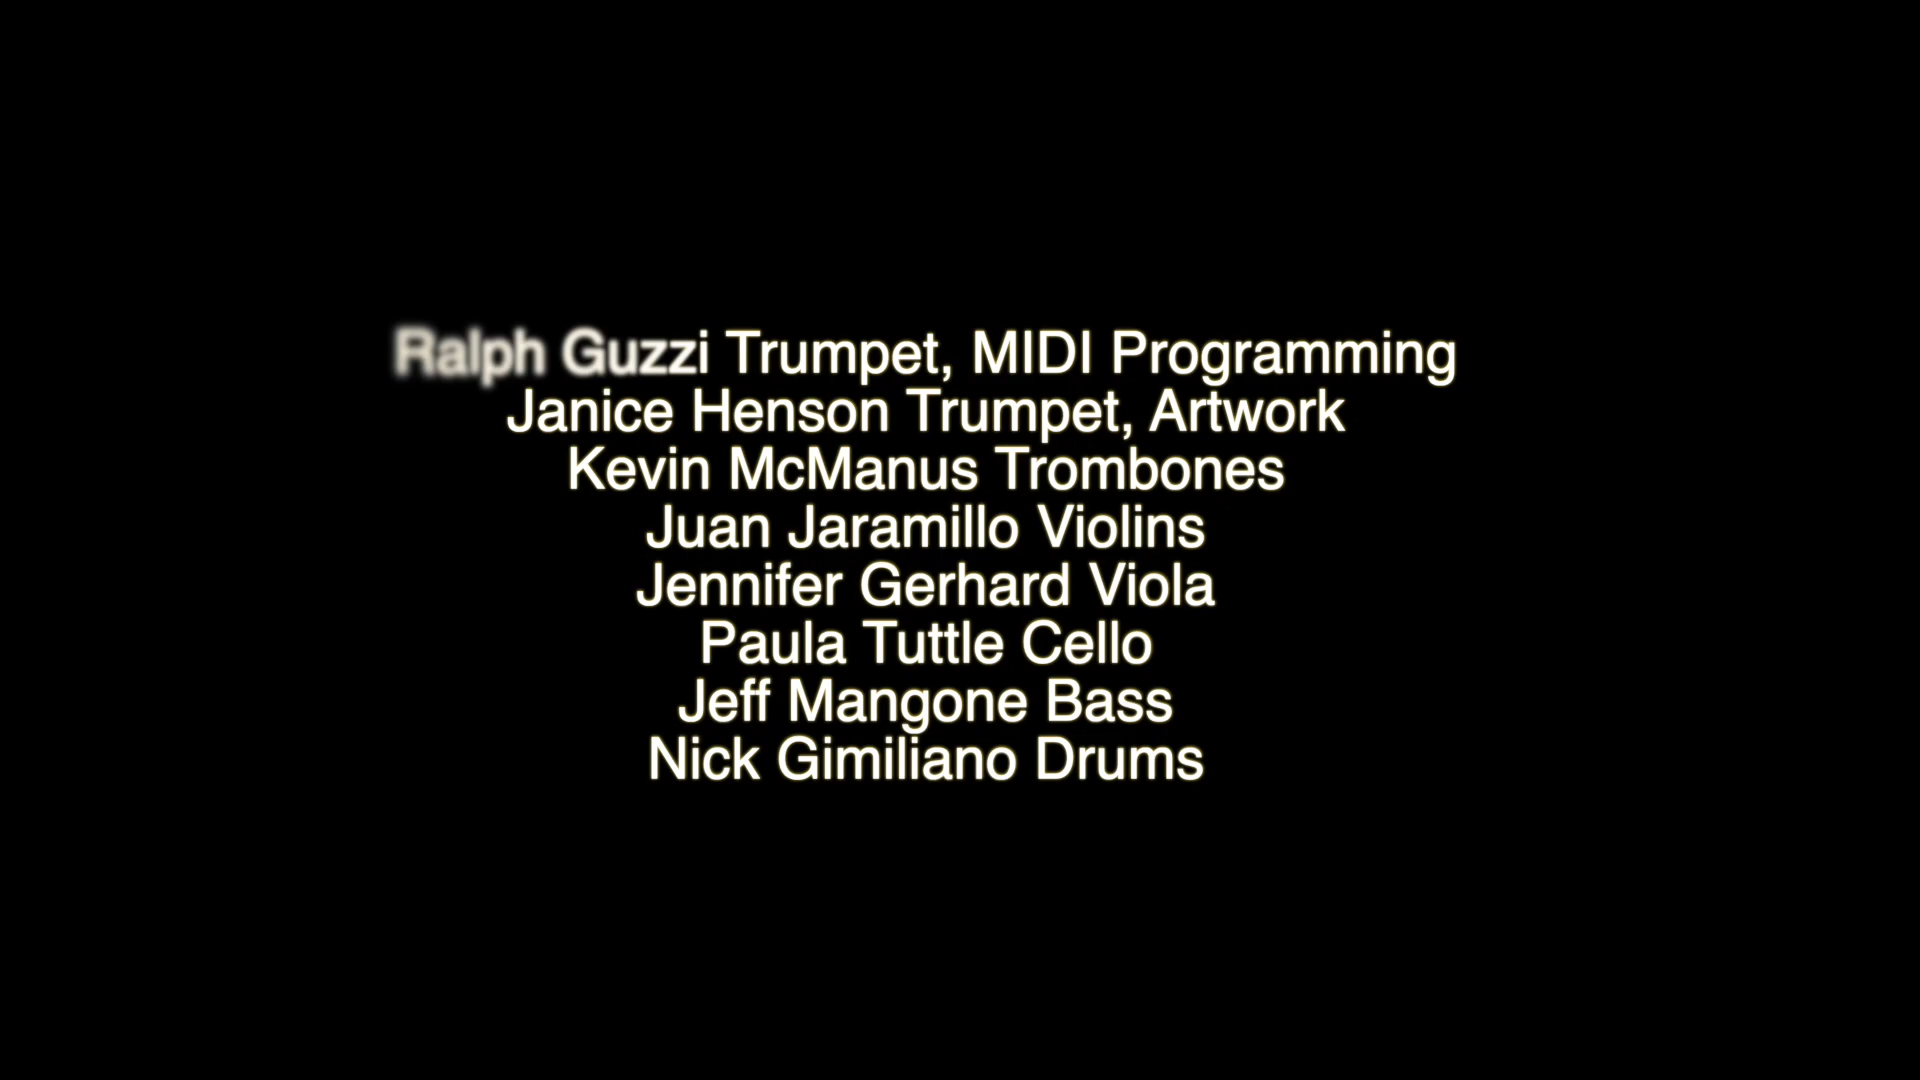 Ralph Guzzi Trumpet, MIDI Programming
Janice Henson Trumpet, Artwork
Kevin McManus Trombones
Juan Jaramillo Violins
Jennifer Gerhard Viola
Paula Tuttle Cello
Jeff Mangone Bass
Nick Gimiliano Drums